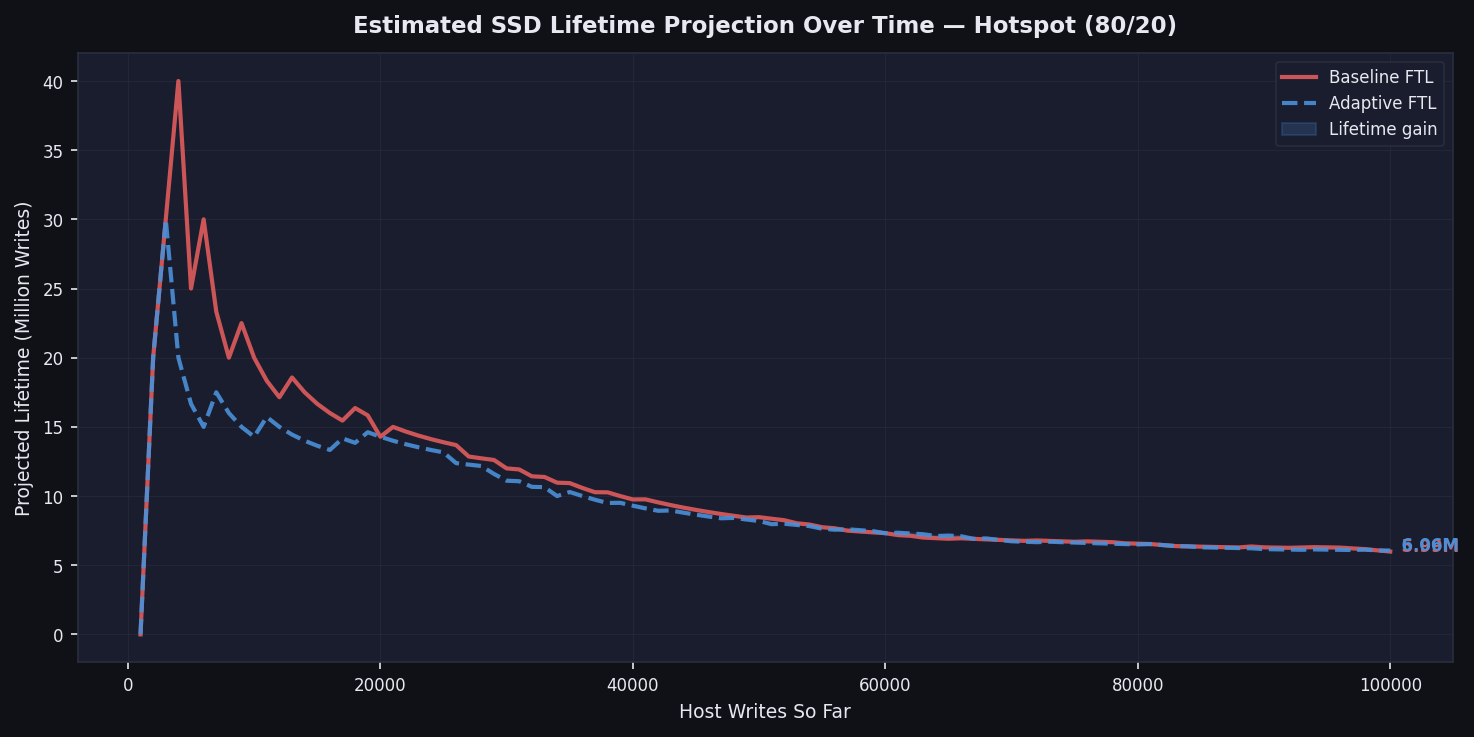 Estimated SSD Lifetime Projection Over Time — Hotspot (80/20)
Baseline FTL
Adaptive FTL
Lifetime gain
Projected Lifetime (Million Writes)
40
35
30
25
20
15
10
5
0
0 20000 40000 60000 80000 100000
Host Writes So Far